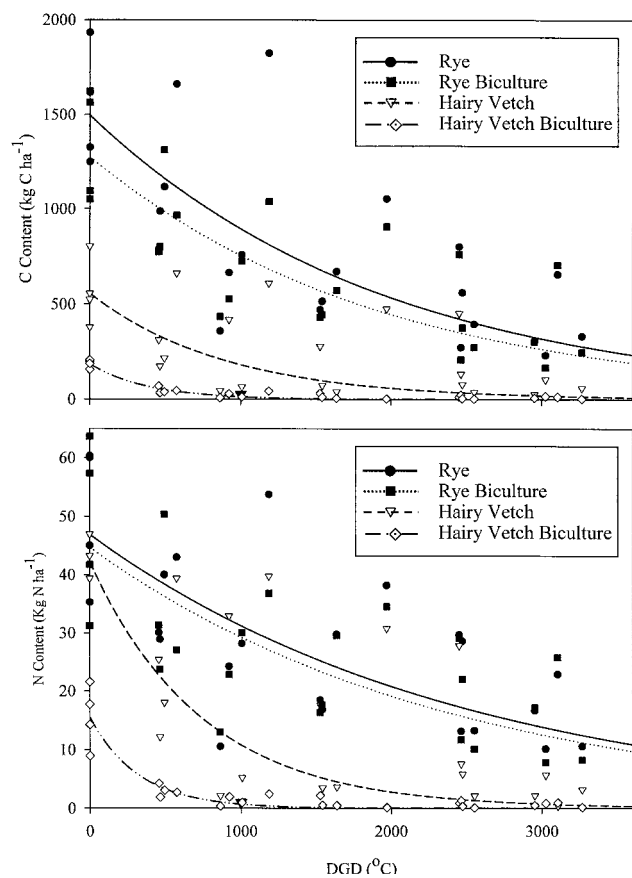 2000
1500
1000
500
0
C Content (kg C ha⁻¹)
Rye
Rye Biculture
Hairy Vetch
Hairy Vetch Biculture
60
50
40
30
20
10
0
N Content (Kg N ha⁻¹)
Rye
Rye Biculture
Hairy Vetch
Hairy Vetch Biculture
0 1000 2000 3000
DGD (°C)